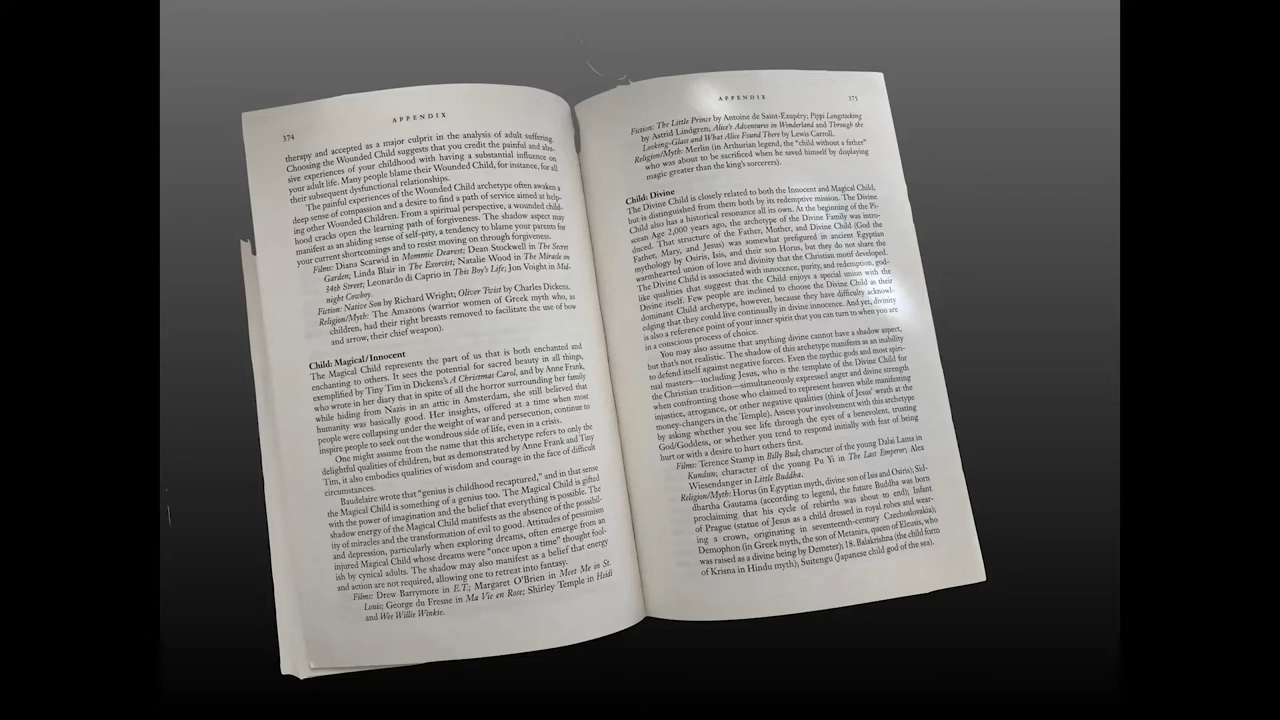 374
APPENDIX
therapy and accepted as a major culprit in the analysis of adult suffering.
Choosing the Wounded Child suggests that you credit the painful and abu-
sive experiences of your childhood with having a substantial influence on
your adult life. Many people blame their Wounded Child, for instance, for all
their subsequent dysfunctional relationships.
The painful experiences of the Wounded Child archetype often awaken a
deep sense of compassion and a desire to find a path of service aimed at help-
ing other Wounded Children. From a spiritual perspective, a wounded child-
hood cracks open the learning path of forgiveness. The shadow aspect may
manifest as an abiding sense of self-pity, a tendency to blame your parents for
your current shortcomings and to resist moving on through forgiveness.
Films: Diana Scarwid in Mommie Dearest; Dean Stockwell in The Secret
Garden; Linda Blair in The Exorcist; Natalie Wood in The Miracle on
34th Street; Leonardo di Caprio in This Boy's Life; Jon Voight in Mid-
night Cowboy.
Fiction: Native Son by Richard Wright; Oliver Twist by Charles Dickens.
Religion/Myth: The Amazons (warrior women of Greek myth who, as
children, had their right breasts removed to facilitate the use of bow
and arrow, their chief weapon).
Child: Magical/Innocent
The Magical Child represents the part of us that is both enchanted and
enchanting to others. It sees the potential for sacred beauty in all things,
exemplified by Tiny Tim in Dickens's A Christmas Carol, and by Anne Frank,
who wrote in her diary that in spite of all the horror surrounding her family
while hiding from Nazis in an attic in Amsterdam, she still believed that
humanity was basically good. Her insights, offered at a time when most
people were collapsing under the weight of war and persecution, continue to
inspire people to seek out the wondrous side of life, even in a crisis.
One might assume from the name that this archetype refers to only the
delightful qualities of children, but as demonstrated by Anne Frank and Tiny
Tim, it also embodies qualities of wisdom and courage in the face of difficult
circumstances.
Baudelaire wrote that "genius is childhood recaptured," and in that sense
the Magical Child is something of a genius too. The Magical Child is gifted
with the power of imagination and the belief that everything is possible. The
shadow energy of the Magical Child manifests as the absence of the possibil-
ity of miracles and the transformation of evil to good. Attitudes of pessimism
and depression, particularly when exploring dreams, often emerge from an
injured Magical Child whose dreams were "once upon a time" thought fool-
ish by cynical adults. The shadow may also manifest as a belief that energy
and action are not required, allowing one to retreat into fantasy.
Films: Drew Barrymore in E.T.; Margaret O'Brien in Meet Me in St.
Louis; George du Fresne in Ma Vie en Rose; Shirley Temple in Heidi
and Wee Willie Winkie.
APPENDIX
375
Fiction: The Little Prince by Antoine de Saint-Exupéry; Pippi Longstocking
by Astrid Lindgren; Alice's Adventures in Wonderland and Through the
Looking-Glass and What Alice Found There by Lewis Carroll.
Religion/Myth: Merlin (in Arthurian legend, the "child without a father"
who was about to be sacrificed when he saved himself by displaying
magic greater than the king's sorcerers).
Child: Divine
The Divine Child is closely related to both the Innocent and Magical Child,
but is distinguished from them both by its redemptive mission. The Divine
Child also has a historical resonance all its own. At the beginning of the Pi-
scean Age 2,000 years ago, the archetype of the Divine Family was intro-
duced. That structure of the Father, Mother, and Divine Child (God the
Father, Mary, and Jesus) was somewhat prefigured in ancient Egyptian
mythology by Osiris, Isis, and their son Horus, but they do not share the
warmhearted union of love and divinity that the Christian motif developed.
The Divine Child is associated with innocence, purity, and redemption, god-
like qualities that suggest that the Child enjoys a special union with the
Divine itself. Few people are inclined to choose the Divine Child as their
dominant Child archetype, however, because they have difficulty acknowl-
edging that they could live continually in divine innocence. And yet, divinity
is also a reference point of your inner spirit that you can turn to when you are
in a conscious process of choice.
You may also assume that anything divine cannot have a shadow aspect,
but that's not realistic. The shadow of this archetype manifests as an inability
to defend itself against negative forces. Even the mythic gods and most spiri-
tual masters—including Jesus, who is the template of the Divine Child for
the Christian tradition—simultaneously expressed anger and divine strength
when confronting those who claimed to represent heaven while manifesting
injustice, arrogance, or other negative qualities (think of Jesus' wrath at the
money-changers in the Temple). Assess your involvement with this archetype
by asking whether you see life through the eyes of a benevolent, trusting
God/Goddess, or whether you tend to respond initially with fear of being
hurt or with a desire to hurt others first.
Films: Terence Stamp in Billy Bud; character of the young Dalai Lama in
Kundun; character of the young Pu Yi in The Last Emperor; Alex
Wiesendanger in Little Buddha.
Religion/Myth: Horus (in Egyptian myth, divine son of Isis and Osiris); Sid-
dhartha Gautama (according to legend, the future Buddha was born
proclaiming that his cycle of rebirths was about to end); Infant
of Prague (statue of Jesus as a child dressed in royal robes and wear-
ing a crown, originating in seventeenth-century Czechoslovakia);
Demophon (in Greek myth, the son of Metanira, queen of Eleusis, who
was raised as a divine being by Demeter); 18. Balakrishna (the child form
of Krisna in Hindu myth); Suitengu (Japanese child god of the sea).